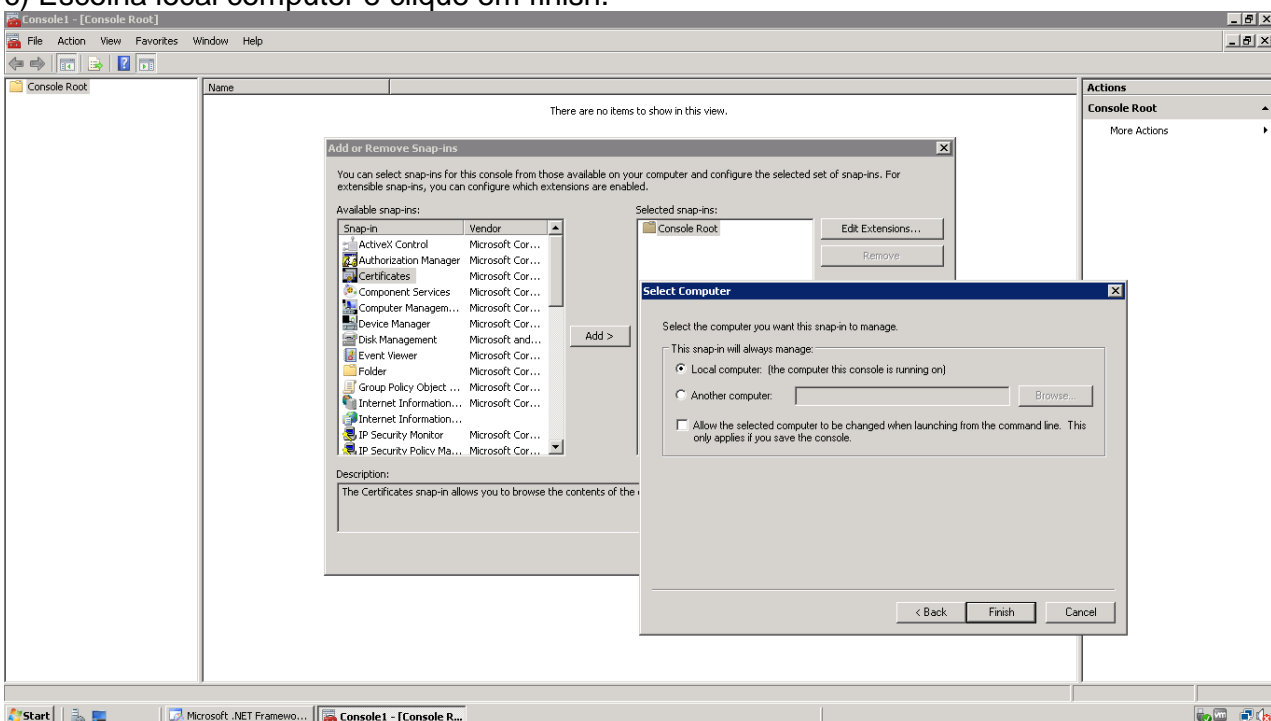 Escolha local computer e clique em finish.
Console1 - [Console Root]
File Action View Favorites Window Help
Console Root
Name
There are no items to show in this view.
Actions
Console Root
More Actions
Add or Remove Snap-ins
You can select snap-ins for this console from those available on your computer and configure the selected set of snap-ins. For
extensible snap-ins, you can configure which extensions are enabled.
Available snap-ins:
Snap-in Vendor
ActiveX Control Microsoft Cor...
Authorization Manager Microsoft Cor...
Certificates Microsoft Cor...
Component Services Microsoft Cor...
Computer Managem... Microsoft Cor...
Device Manager Microsoft Cor...
Disk Management Microsoft and...
Event Viewer Microsoft Cor...
Folder Microsoft Cor...
Group Policy Object ... Microsoft Cor...
Internet Information... Microsoft Cor...
Internet Information...
IP Security Monitor Microsoft Cor...
IP Security Policy Ma... Microsoft Cor...
Add >
Selected snap-ins:
Console Root
Edit Extensions...
Remove
Description:
The Certificates snap-in allows you to browse the contents of the
Select Computer
Select the computer you want this snap-in to manage.
This snap-in will always manage:
Local computer: (the computer this console is running on)
Another computer:
Browse...
Allow the selected computer to be changed when launching from the command line. This
only applies if you save the console.
< Back Finish Cancel
Start
Microsoft .NET Framewo...
Console1 - [Console R...